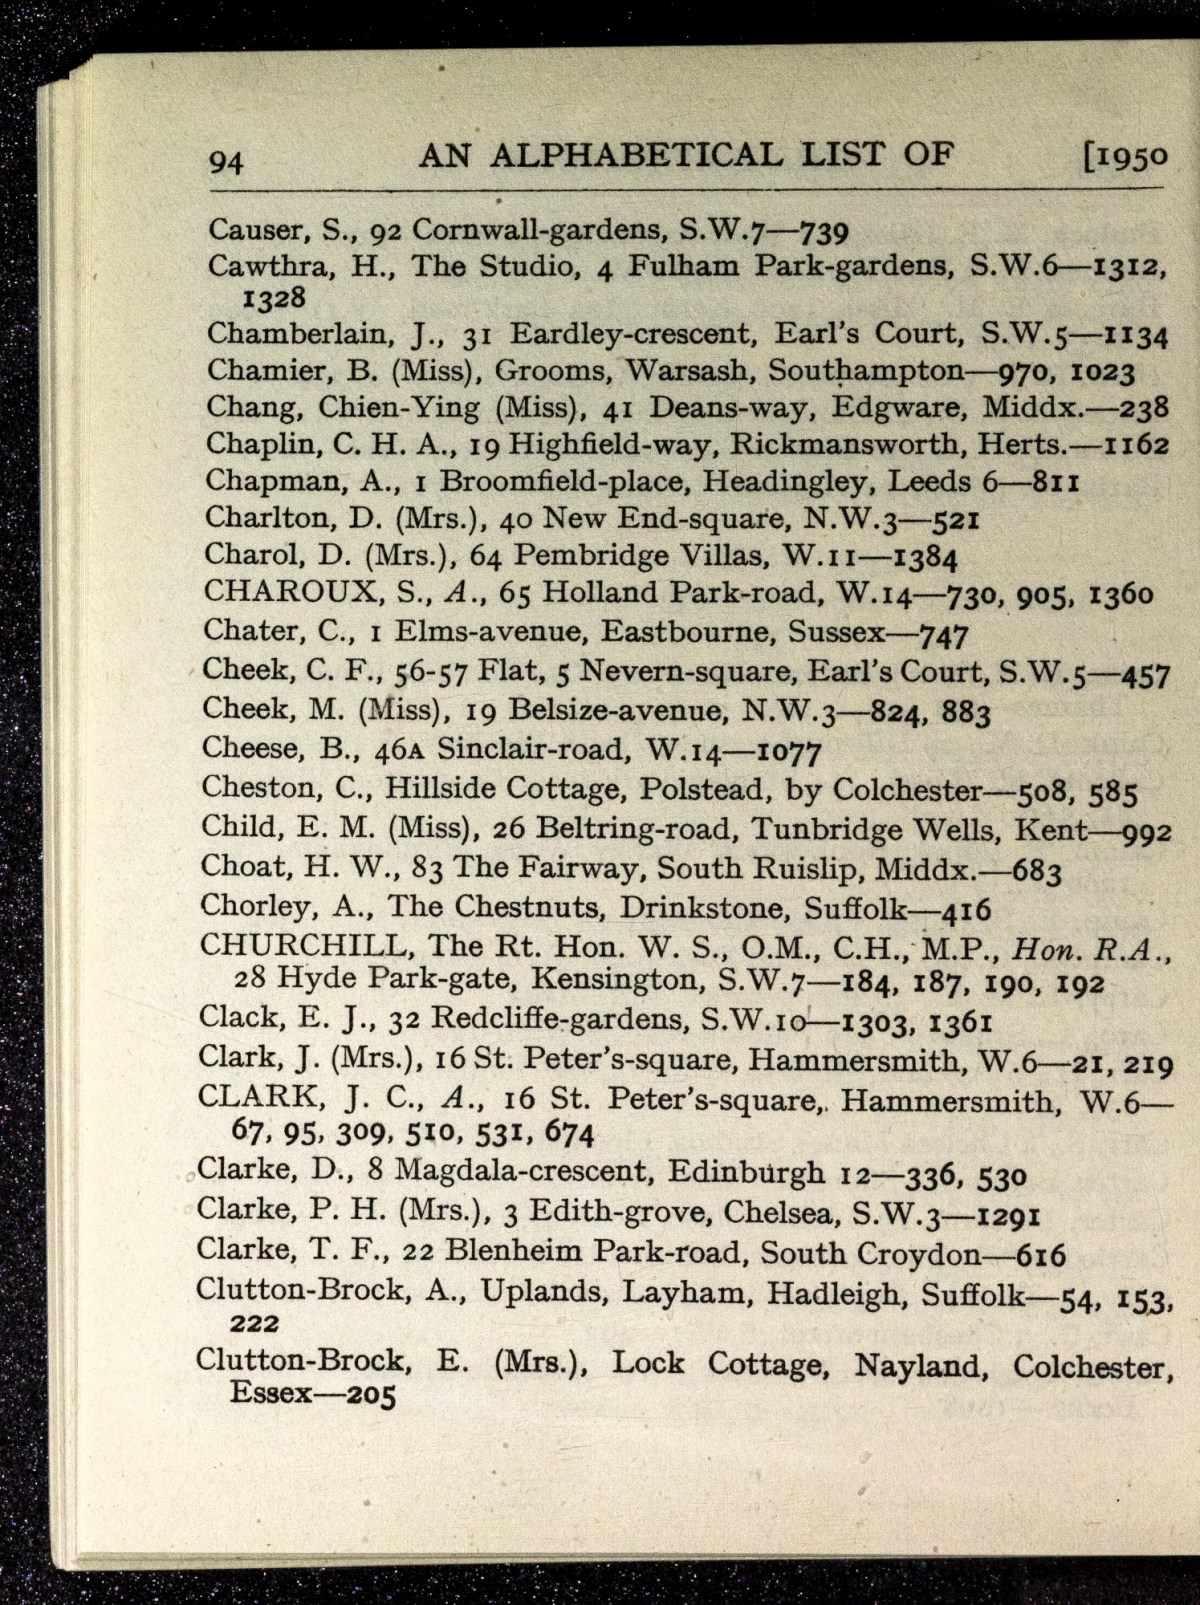 94 AN ALPHABETICAL LIST OF [1950
Causer, S., 92 Cornwall-gardens, S.W.7—739
Cawthra, H., The Studio, 4 Fulham Park-gardens, S.W.6—1312,
1328
Chamberlain, J., 31 Eardley-crescent, Earl's Court, S.W.5—1134
Chamier, B. (Miss), Grooms, Warsash, Southampton—970, 1023
Chang, Chien-Ying (Miss), 41 Deans-way, Edgware, Middx.—238
Chaplin, C. H. A., 19 Highfield-way, Rickmansworth, Herts.—1162
Chapman, A., 1 Broomfield-place, Headingley, Leeds 6—811
Charlton, D. (Mrs.), 40 New End-square, N.W.3—521
Charol, D. (Mrs.), 64 Pembridge Villas, W.11—1384
CHAROUX, S., A., 65 Holland Park-road, W.14—730, 905, 1360
Chater, C., 1 Elms-avenue, Eastbourne, Sussex—747
Cheek, C. F., 56-57 Flat, 5 Nevern-square, Earl's Court, S.W.5—457
Cheek, M. (Miss), 19 Belsize-avenue, N.W.3—824, 883
Cheese, B., 46A Sinclair-road, W.14—1077
Cheston, C., Hillside Cottage, Polstead, by Colchester—508, 585
Child, E. M. (Miss), 26 Beltring-road, Tunbridge Wells, Kent—992
Choat, H. W., 83 The Fairway, South Ruislip, Middx.—683
Chorley, A., The Chestnuts, Drinkstone, Suffolk—416
CHURCHILL, The Rt. Hon. W. S., O.M., C.H., M.P., Hon. R.A.,
28 Hyde Park-gate, Kensington, S.W.7—184, 187, 190, 192
Clack, E. J., 32 Redcliffe-gardens, S.W.10—1303, 1361
Clark, J. (Mrs.), 16 St. Peter's-square, Hammersmith, W.6—21, 219
CLARK, J. C., A., 16 St. Peter's-square, Hammersmith, W.6—
67, 95, 309, 510, 531, 674
Clarke, D., 8 Magdala-crescent, Edinburgh 12—336, 530
Clarke, P. H. (Mrs.), 3 Edith-grove, Chelsea, S.W.3—1291
Clarke, T. F., 22 Blenheim Park-road, South Croydon—616
Clutton-Brock, A., Uplands, Layham, Hadleigh, Suffolk—54, 153,
222
Clutton-Brock, E. (Mrs.), Lock Cottage, Nayland, Colchester,
Essex—205